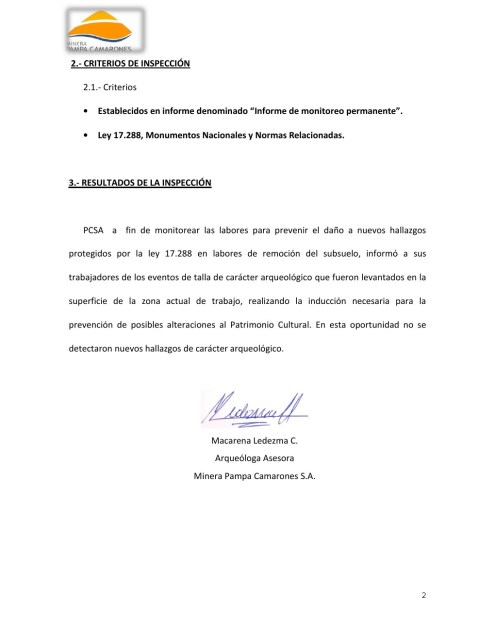 MINERA
PAMPA CAMARONES
2.- CRITERIOS DE INSPECCIÓN
2.1.- Criterios
• Establecidos en informe denominado “Informe de monitoreo permanente”.
• Ley 17.288, Monumentos Nacionales y Normas Relacionadas.
3.- RESULTADOS DE LA INSPECCIÓN
PCSA a fin de monitorear las labores para prevenir el daño a nuevos hallazgos
protegidos por la ley 17.288 en labores de remoción del subsuelo, informó a sus
trabajadores de los eventos de talla de carácter arqueológico que fueron levantados en la
superficie de la zona actual de trabajo, realizando la inducción necesaria para la
prevención de posibles alteraciones al Patrimonio Cultural. En esta oportunidad no se
detectaron nuevos hallazgos de carácter arqueológico.
Macarena Ledezma C.
Arqueóloga Asesora
Minera Pampa Camarones S.A.
2